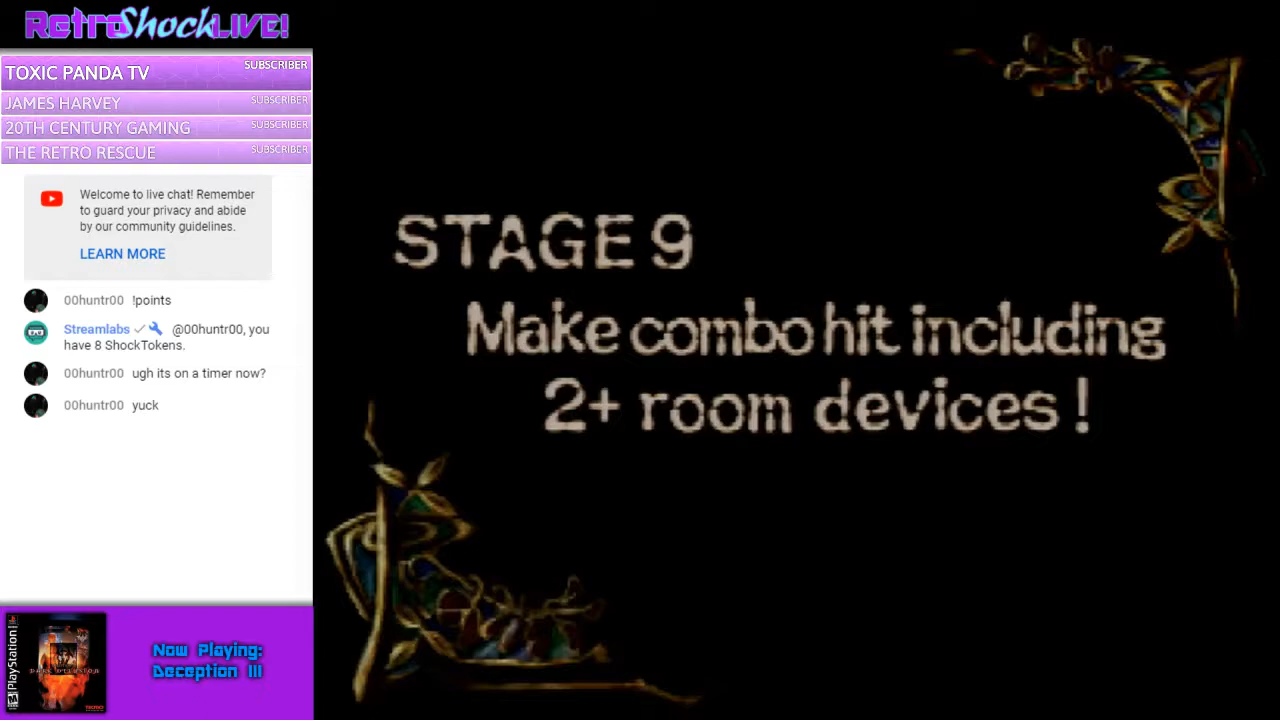 RetroShockLIVE!
TOXIC PANDA TV SUBSCRIBER
JAMES HARVEY SUBSCRIBER
20TH CENTURY GAMING SUBSCRIBER
THE RETRO RESCUE SUBSCRIBER
Welcome to live chat! Remember
to guard your privacy and abide
by our community guidelines.
LEARN MORE
00huntr00 !points
Streamlabs @00huntr00, you
have 8 ShockTokens.
00huntr00 ugh its on a timer now?
00huntr00 yuck
STAGE 9
Make combo hit including
2+ room devices !
PlayStation
TECMO
Now Playing:
Deception III